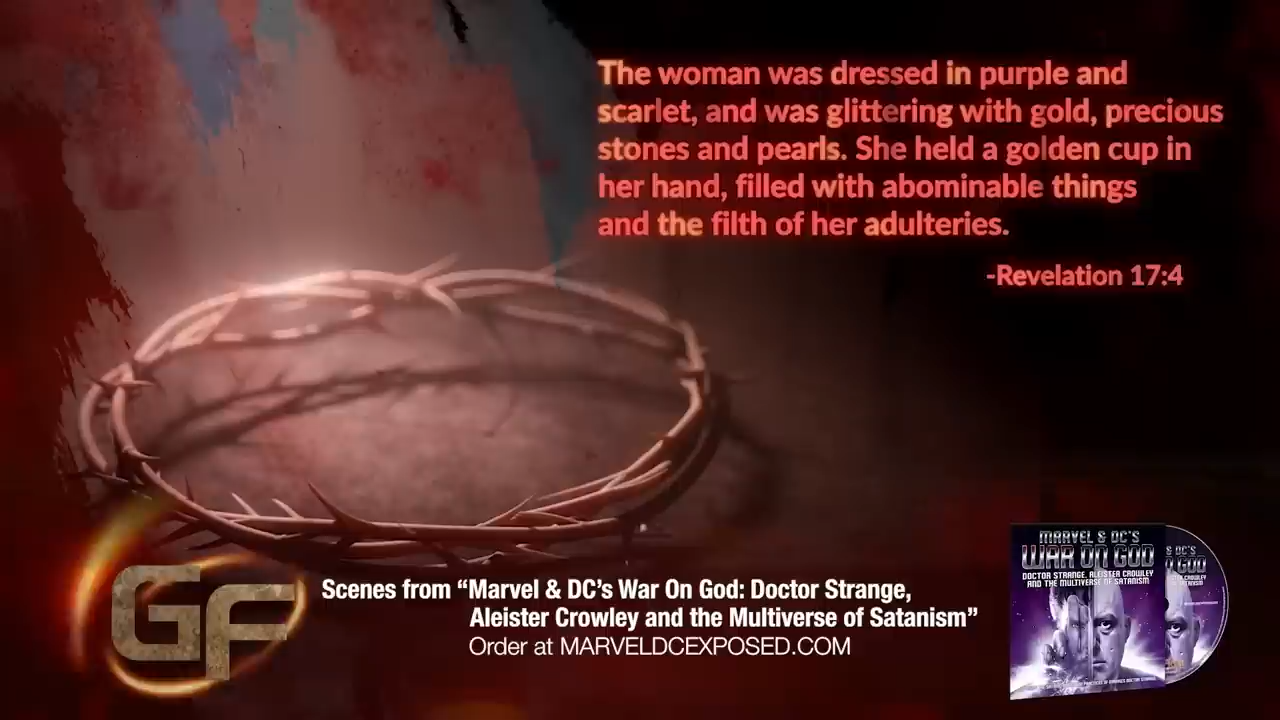 The woman was dressed in purple and
scarlet, and was glittering with gold, precious
stones and pearls. She held a golden cup in
her hand, filled with abominable things
and the filth of her adulteries.
-Revelation 17:4
GF
Scenes from “Marvel & DC’s War On God: Doctor Strange,
Aleister Crowley and the Multiverse of Satanism”
Order at MARVELDCEXPOSED.COM
MARVEL & DC'S
WAR ON GOD
DOCTOR STRANGE, ALEISTER CROWLEY
AND THE MULTIVERSE OF SATANISM